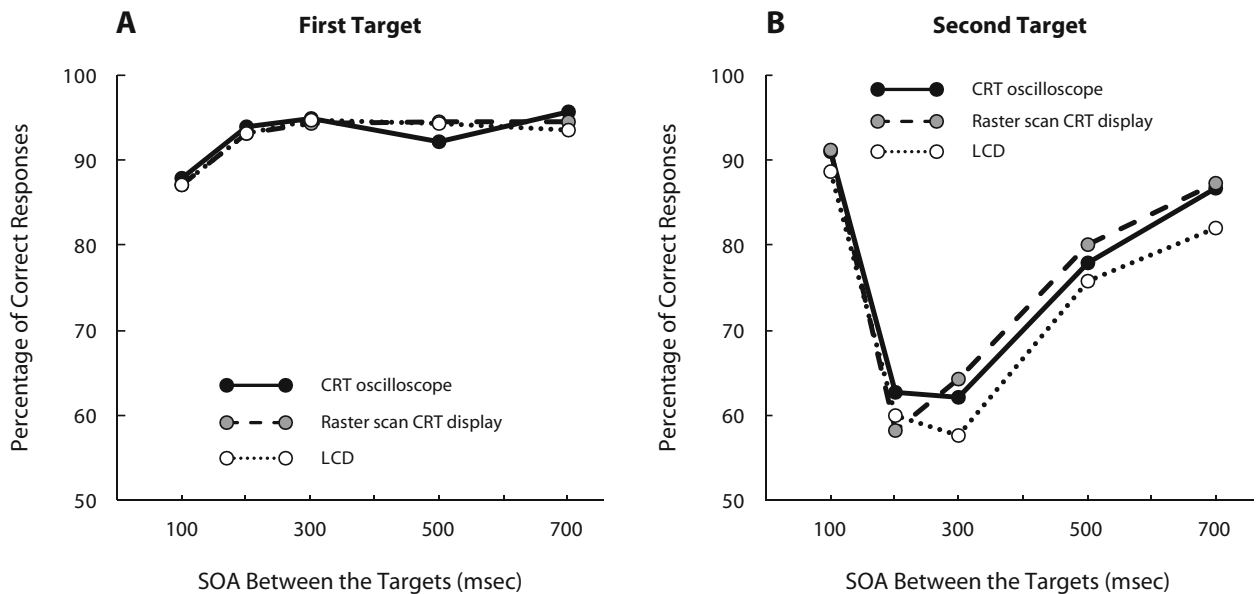 A
First Target
Percentage of Correct Responses
100
90
80
70
60
50
CRT oscilloscope
Raster scan CRT display
LCD
100
300
500
700
SOA Between the Targets (msec)
B
Second Target
Percentage of Correct Responses
100
90
80
70
60
50
CRT oscilloscope
Raster scan CRT display
LCD
100
300
500
700
SOA Between the Targets (msec)